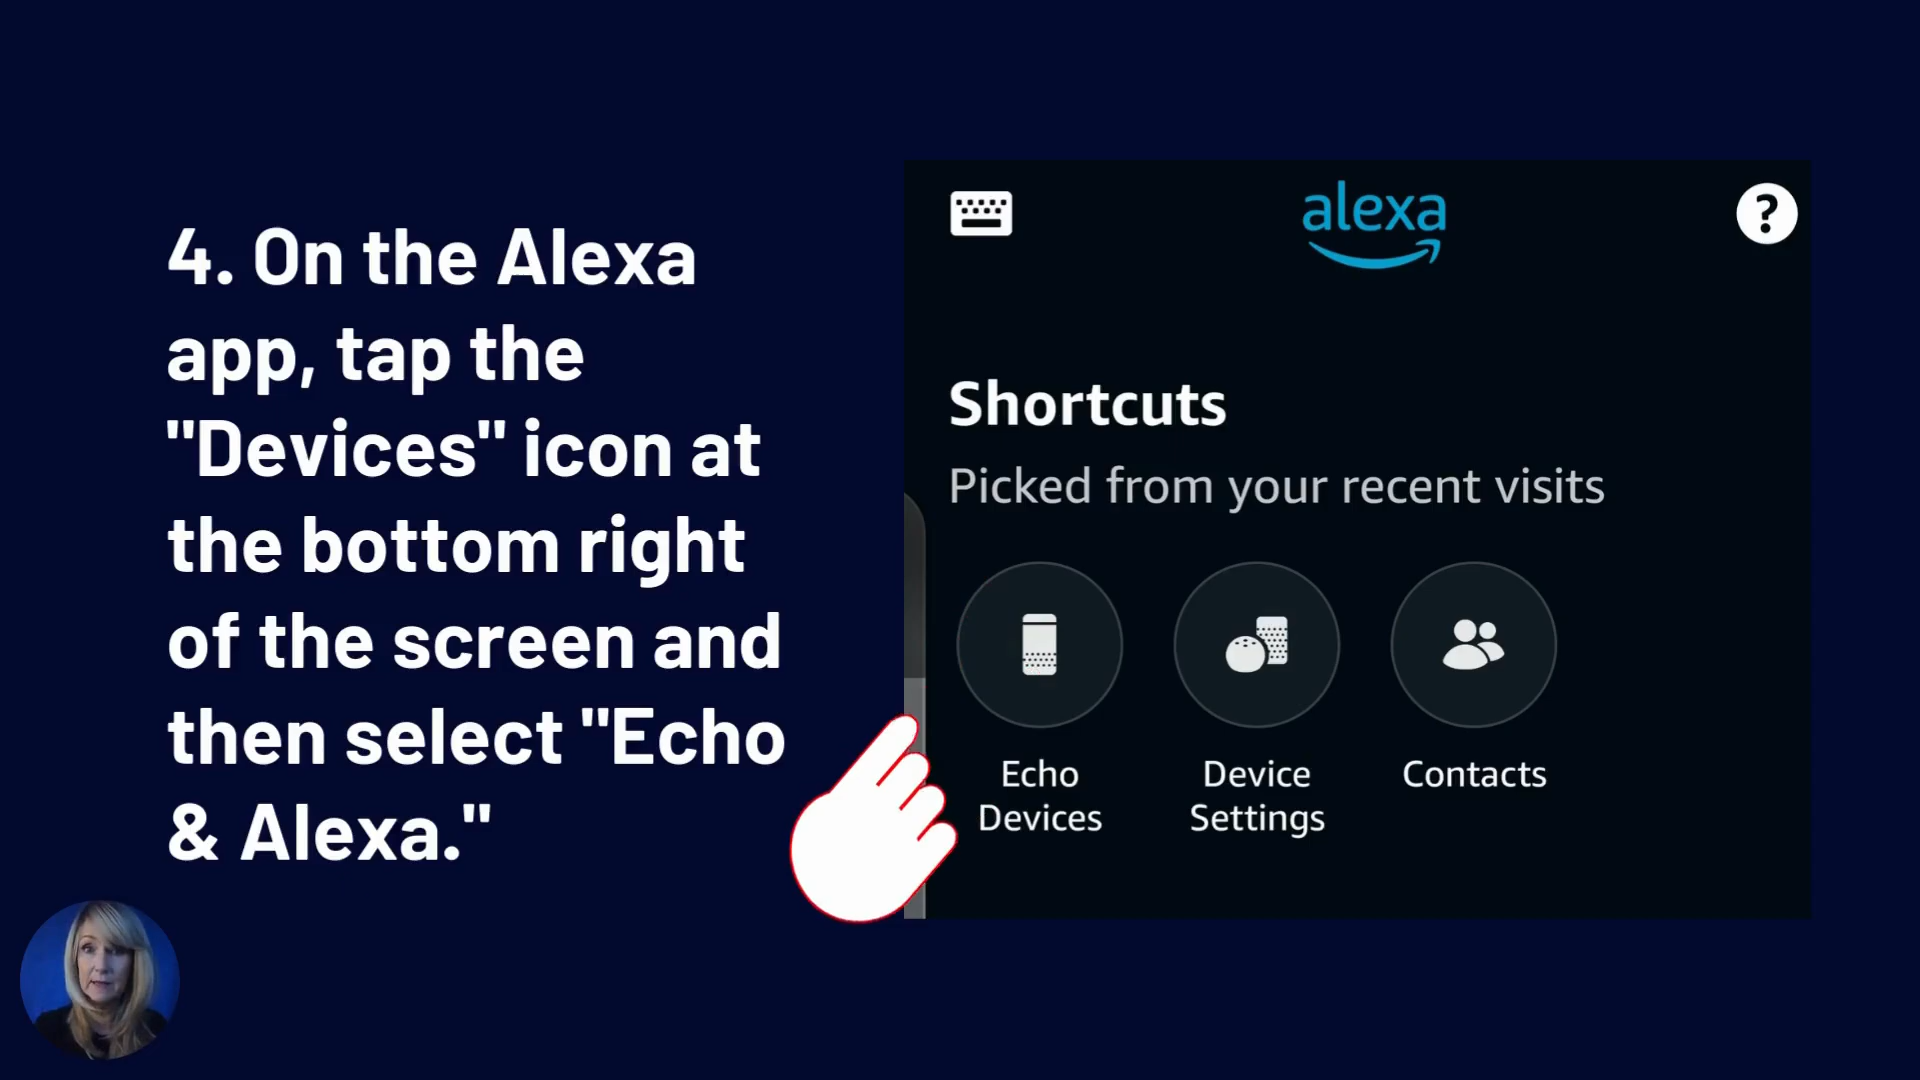 4. On the Alexa
app, tap the
"Devices" icon at
the bottom right
of the screen and
then select "Echo
& Alexa."
alexa
?
Shortcuts
Picked from your recent visits
Echo
Devices
Device
Settings
Contacts